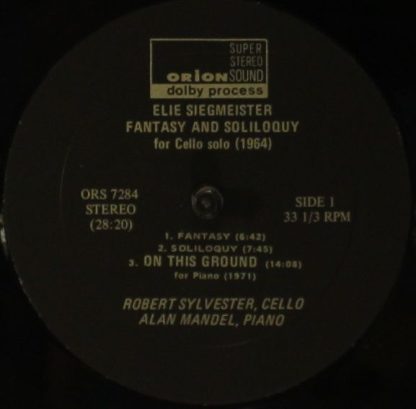 SUPER
STEREO
ORION SOUND
dolby process
ELIE SIEGMEISTER
FANTASY AND SOLILOQUY
for Cello solo (1964)
ORS 7284
STEREO
(28:20)
SIDE 1
33 1/3 RPM
1. FANTASY (6:42)
2. SOLILOQUY (7:45)
3. ON THIS GROUND (14:08)
for Piano (1971)
ROBERT SYLVESTER, CELLO
ALAN MANDEL, PIANO